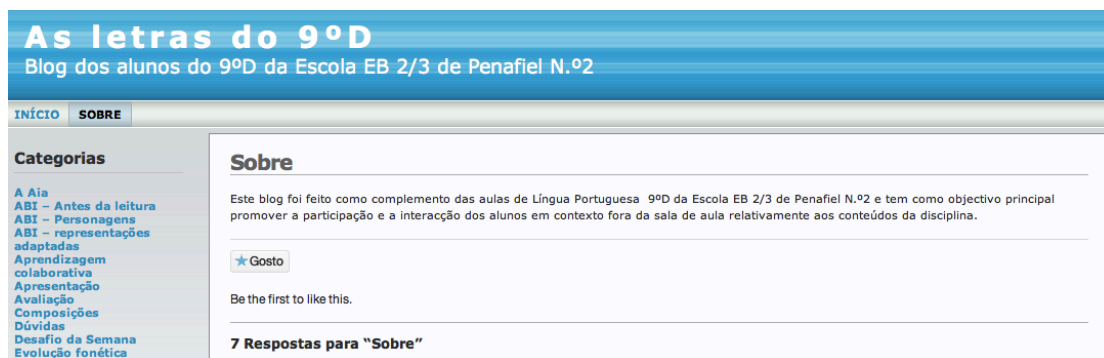 As letras do 9ºD
Blog dos alunos do 9ºD da Escola EB 2/3 de Penafiel N.º2
INÍCIO SOBRE
Categorias
A Aia
ABI – Antes da leitura
ABI – Personagens
ABI – representações
adaptadas
Aprendizagem
colaborativa
Apresentação
Avaliação
Composições
Dúvidas
Desafio da Semana
Evolução fonética
Sobre
Este blog foi feito como complemento das aulas de Língua Portuguesa 9ºD da Escola EB 2/3 de Penafiel N.º2 e tem como objectivo principal
promover a participação e a interacção dos alunos em contexto fora da sala de aula relativamente aos conteúdos da disciplina.
Gosto
Be the first to like this.
7 Respostas para “Sobre”